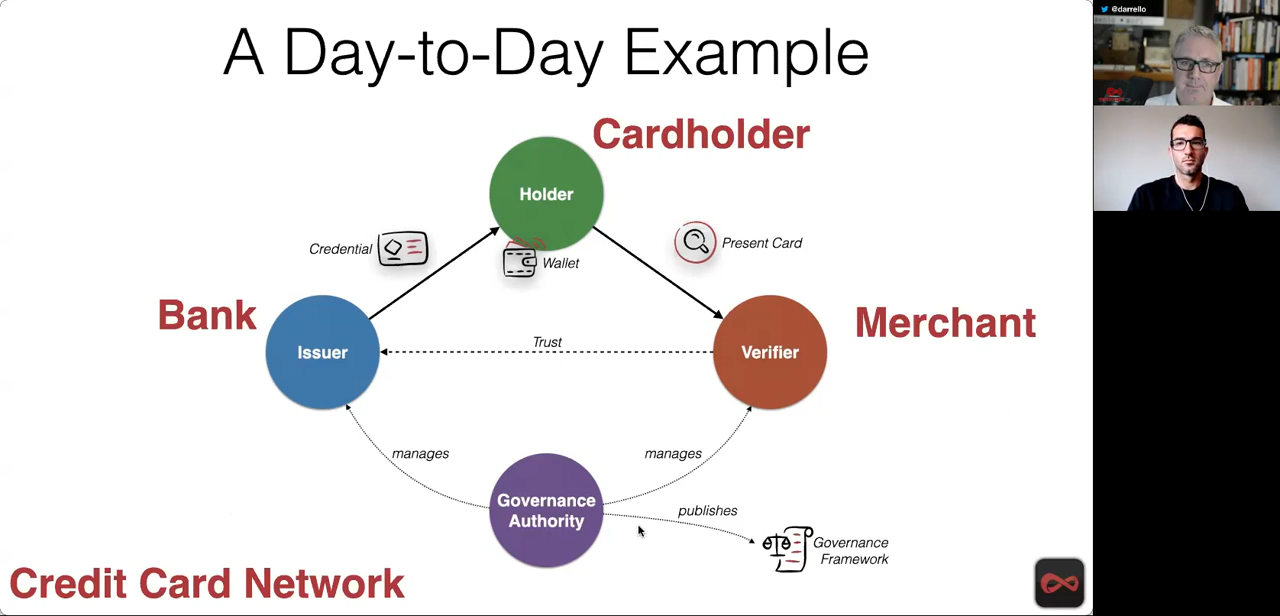 A Day-to-Day Example
@darrello
Cardholder
Holder
Credential
Wallet
Present Card
Bank
Issuer
Trust
Verifier
Merchant
manages
manages
Governance
Authority
publishes
Governance
Framework
Credit Card Network